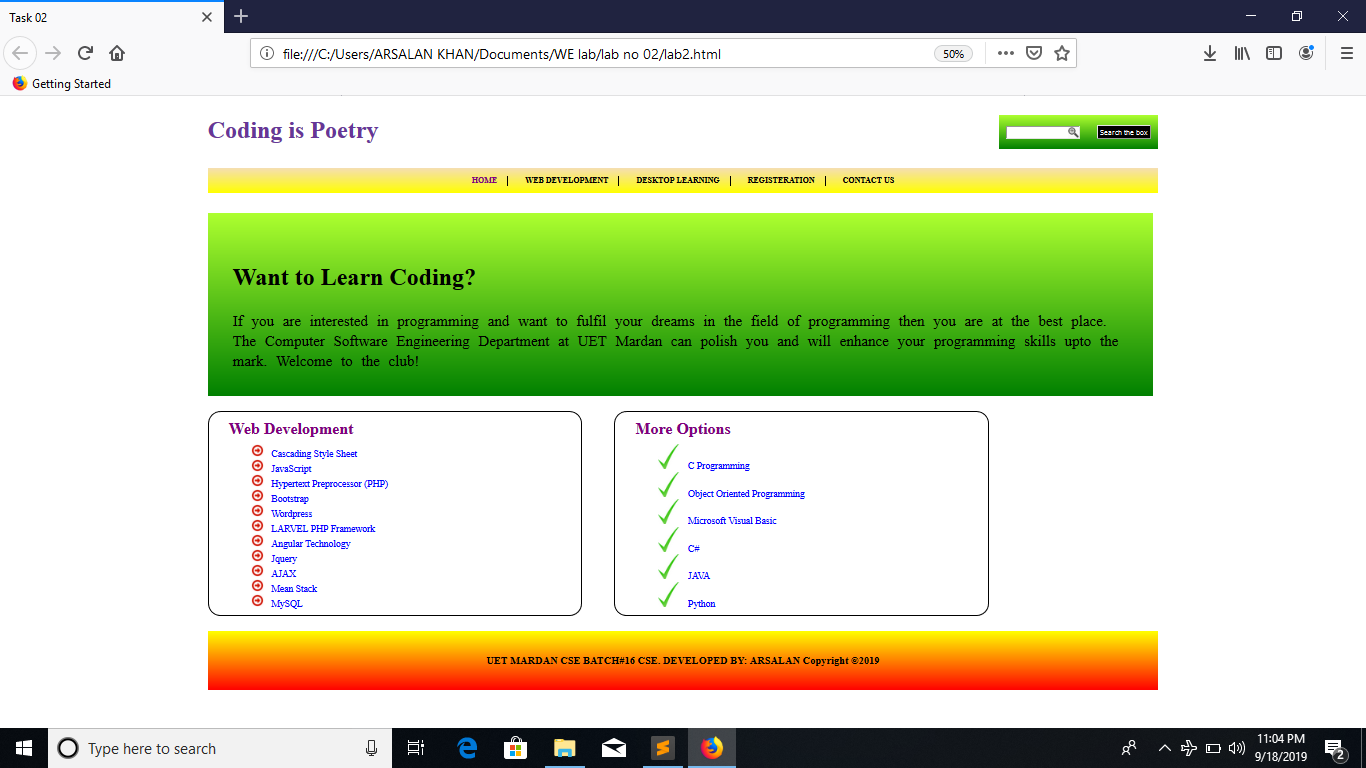 Task 02
file:///C:/Users/ARSALAN KHAN/Documents/WE lab/lab no 02/lab2.html
50%
Getting Started
Coding is Poetry
Search the box
HOME | WEB DEVELOPMENT | DESKTOP LEARNING | REGISTERATION | CONTACT US
Want to Learn Coding?
If you are interested in programming and want to fulfil your dreams in the field of programming then you are at the best place.
The Computer Software Engineering Department at UET Mardan can polish you and will enhance your programming skills upto the
mark. Welcome to the club!
Web Development
Cascading Style Sheet
JavaScript
Hypertext Preprocessor (PHP)
Bootstrap
Wordpress
LARVEL PHP Framework
Angular Technology
Jquery
AJAX
Mean Stack
MySQL
More Options
C Programming
Object Oriented Programming
Microsoft Visual Basic
C#
JAVA
Python
UET MARDAN CSE BATCH#16 CSE. DEVELOPED BY: ARSALAN Copyright ©2019
Type here to search
11:04 PM
9/18/2019
2